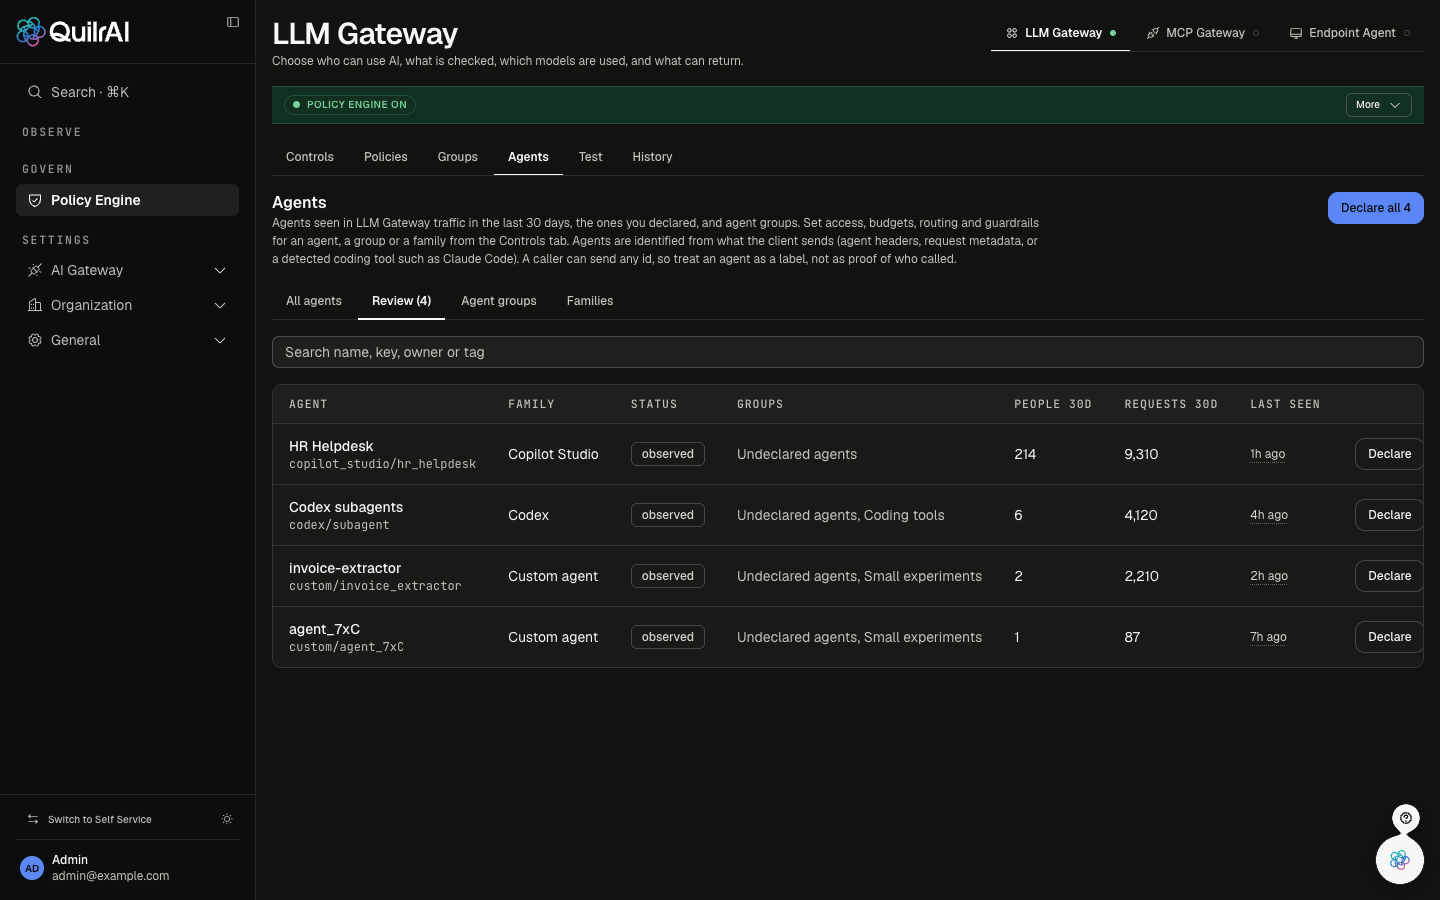 QuilrAI
Search · ⌘K
OBSERVE
GOVERN
Policy Engine
SETTINGS
AI Gateway
Organization
General
Switch to Self Service
AD
Admin
admin@example.com
LLM Gateway
Choose who can use AI, what is checked, which models are used, and what can return.
LLM Gateway
MCP Gateway
Endpoint Agent
POLICY ENGINE ON
More
Controls Policies Groups Agents Test History
Agents
Agents seen in LLM Gateway traffic in the last 30 days, the ones you declared, and agent groups. Set access, budgets, routing and guardrails
for an agent, a group or a family from the Controls tab. Agents are identified from what the client sends (agent headers, request metadata, or
a detected coding tool such as Claude Code). A caller can send any id, so treat an agent as a label, not as proof of who called.
Declare all 4
All agents Review (4) Agent groups Families
Search name, key, owner or tag
AGENT FAMILY STATUS GROUPS PEOPLE 30D REQUESTS 30D LAST SEEN
HR Helpdesk
copilot_studio/hr_helpdesk
Copilot Studio observed Undeclared agents 214 9,310 1h ago Declare
Codex subagents
codex/subagent
Codex observed Undeclared agents, Coding tools 6 4,120 4h ago Declare
invoice-extractor
custom/invoice_extractor
Custom agent observed Undeclared agents, Small experiments 2 2,210 2h ago Declare
agent_7xC
custom/agent_7xC
Custom agent observed Undeclared agents, Small experiments 1 87 7h ago Declare